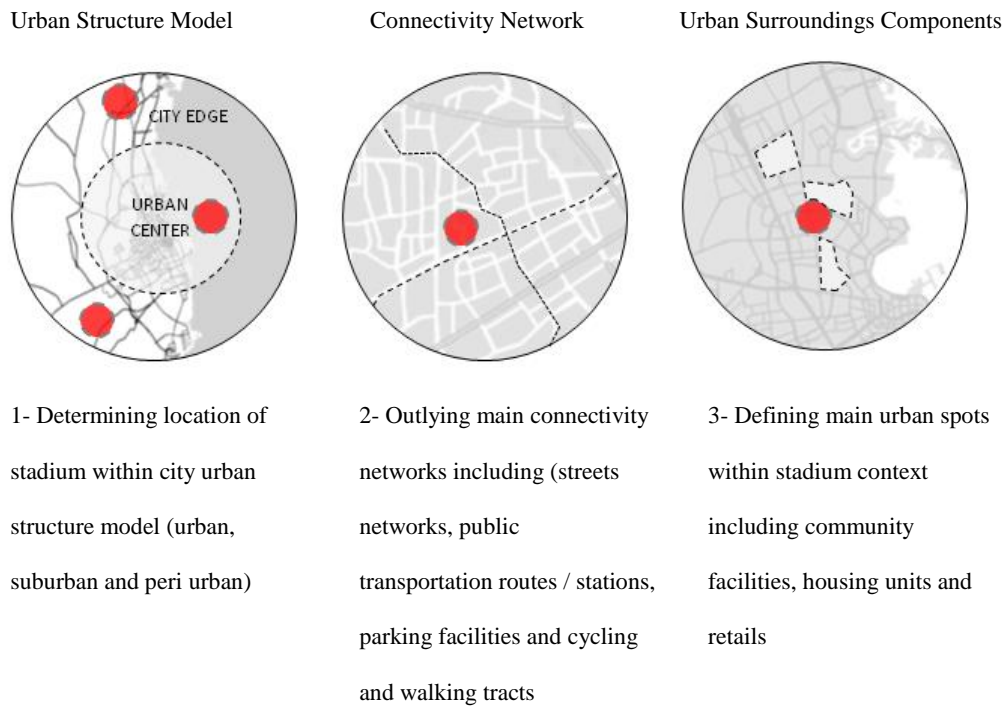 Urban Structure Model
Connectivity Network
Urban Surroundings Components
CITY EDGE
URBAN
CENTER
1- Determining location of
stadium within city urban
structure model (urban,
suburban and peri urban)
2- Outlying main connectivity
networks including (streets
networks, public
transportation routes / stations,
parking facilities and cycling
and walking tracts
3- Defining main urban spots
within stadium context
including community
facilities, housing units and
retails